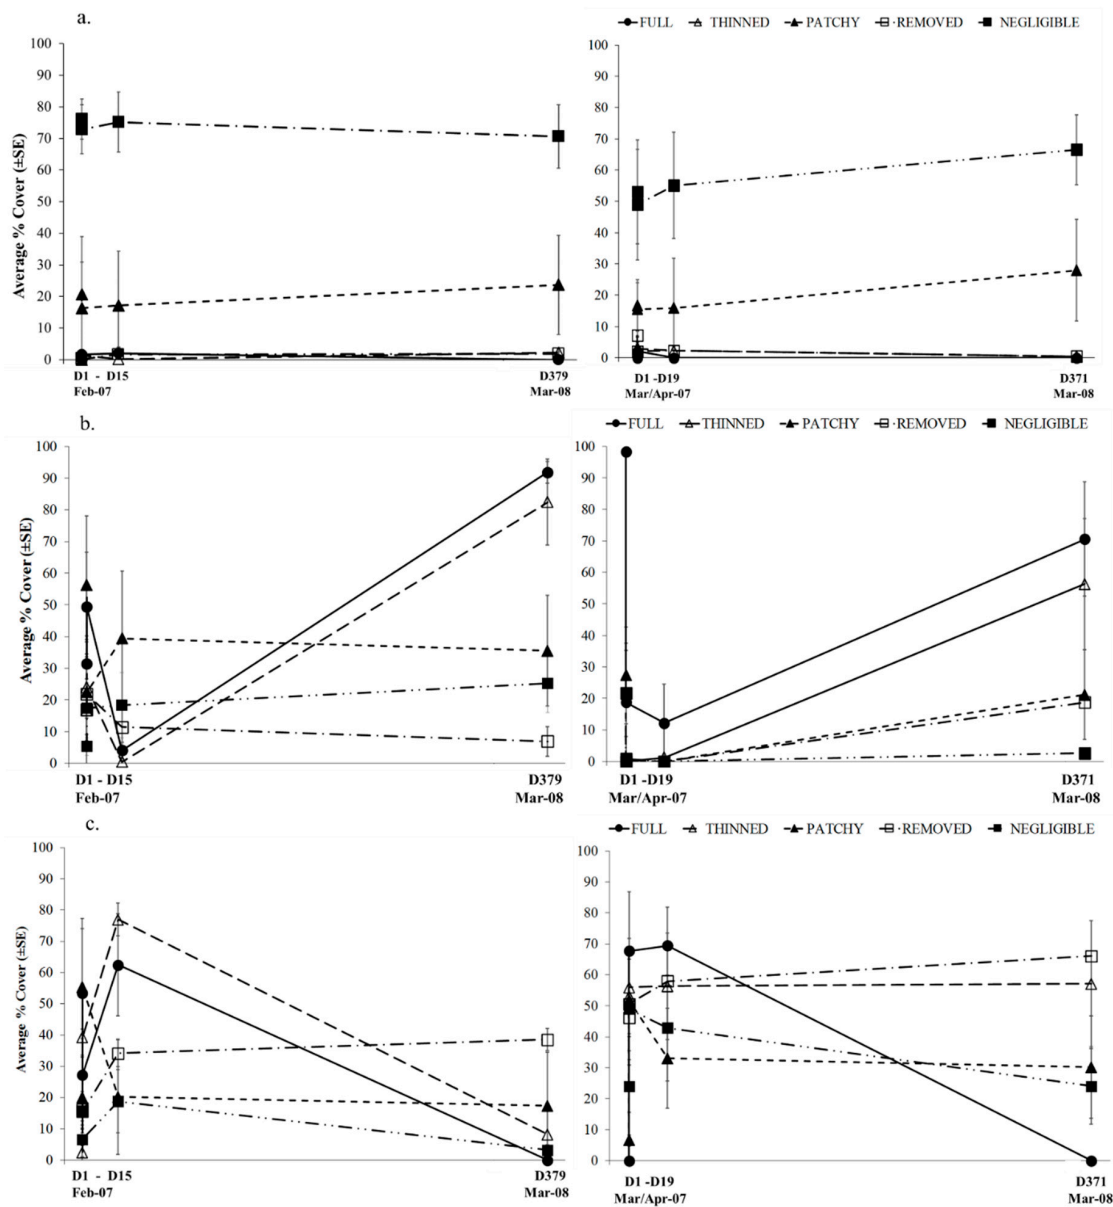 a.
FULL THINNED PATCHY REMOVED NEGLIGIBLE
Average % Cover (±SE)
100
90
80
70
60
50
40
30
20
10
0
D1 - D15
Feb-07
D379
Mar-08
100
90
80
70
60
50
40
30
20
10
0
D1 -D19
Mar/Apr-07
D371
Mar-08
b.
FULL THINNED PATCHY REMOVED NEGLIGIBLE
Average % Cover (±SE)
100
90
80
70
60
50
40
30
20
10
0
D1 - D15
Feb-07
D379
Mar-08
100
90
80
70
60
50
40
30
20
10
0
D1 -D19
Mar/Apr-07
D371
Mar-08
c.
FULL THINNED PATCHY REMOVED NEGLIGIBLE
Average % Cover (±SE)
100
90
80
70
60
50
40
30
20
10
0
D1 - D15
Feb-07
D379
Mar-08
100
90
80
70
60
50
40
30
20
10
0
D1 -D19
Mar/Apr-07
D371
Mar-08